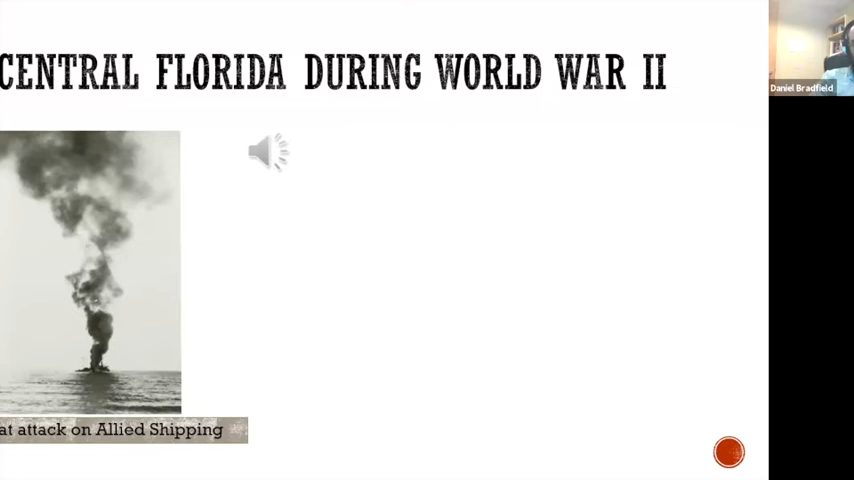 CENTRAL FLORIDA DURING WORLD WAR II
Daniel Bradfield
at attack on Allied Shipping